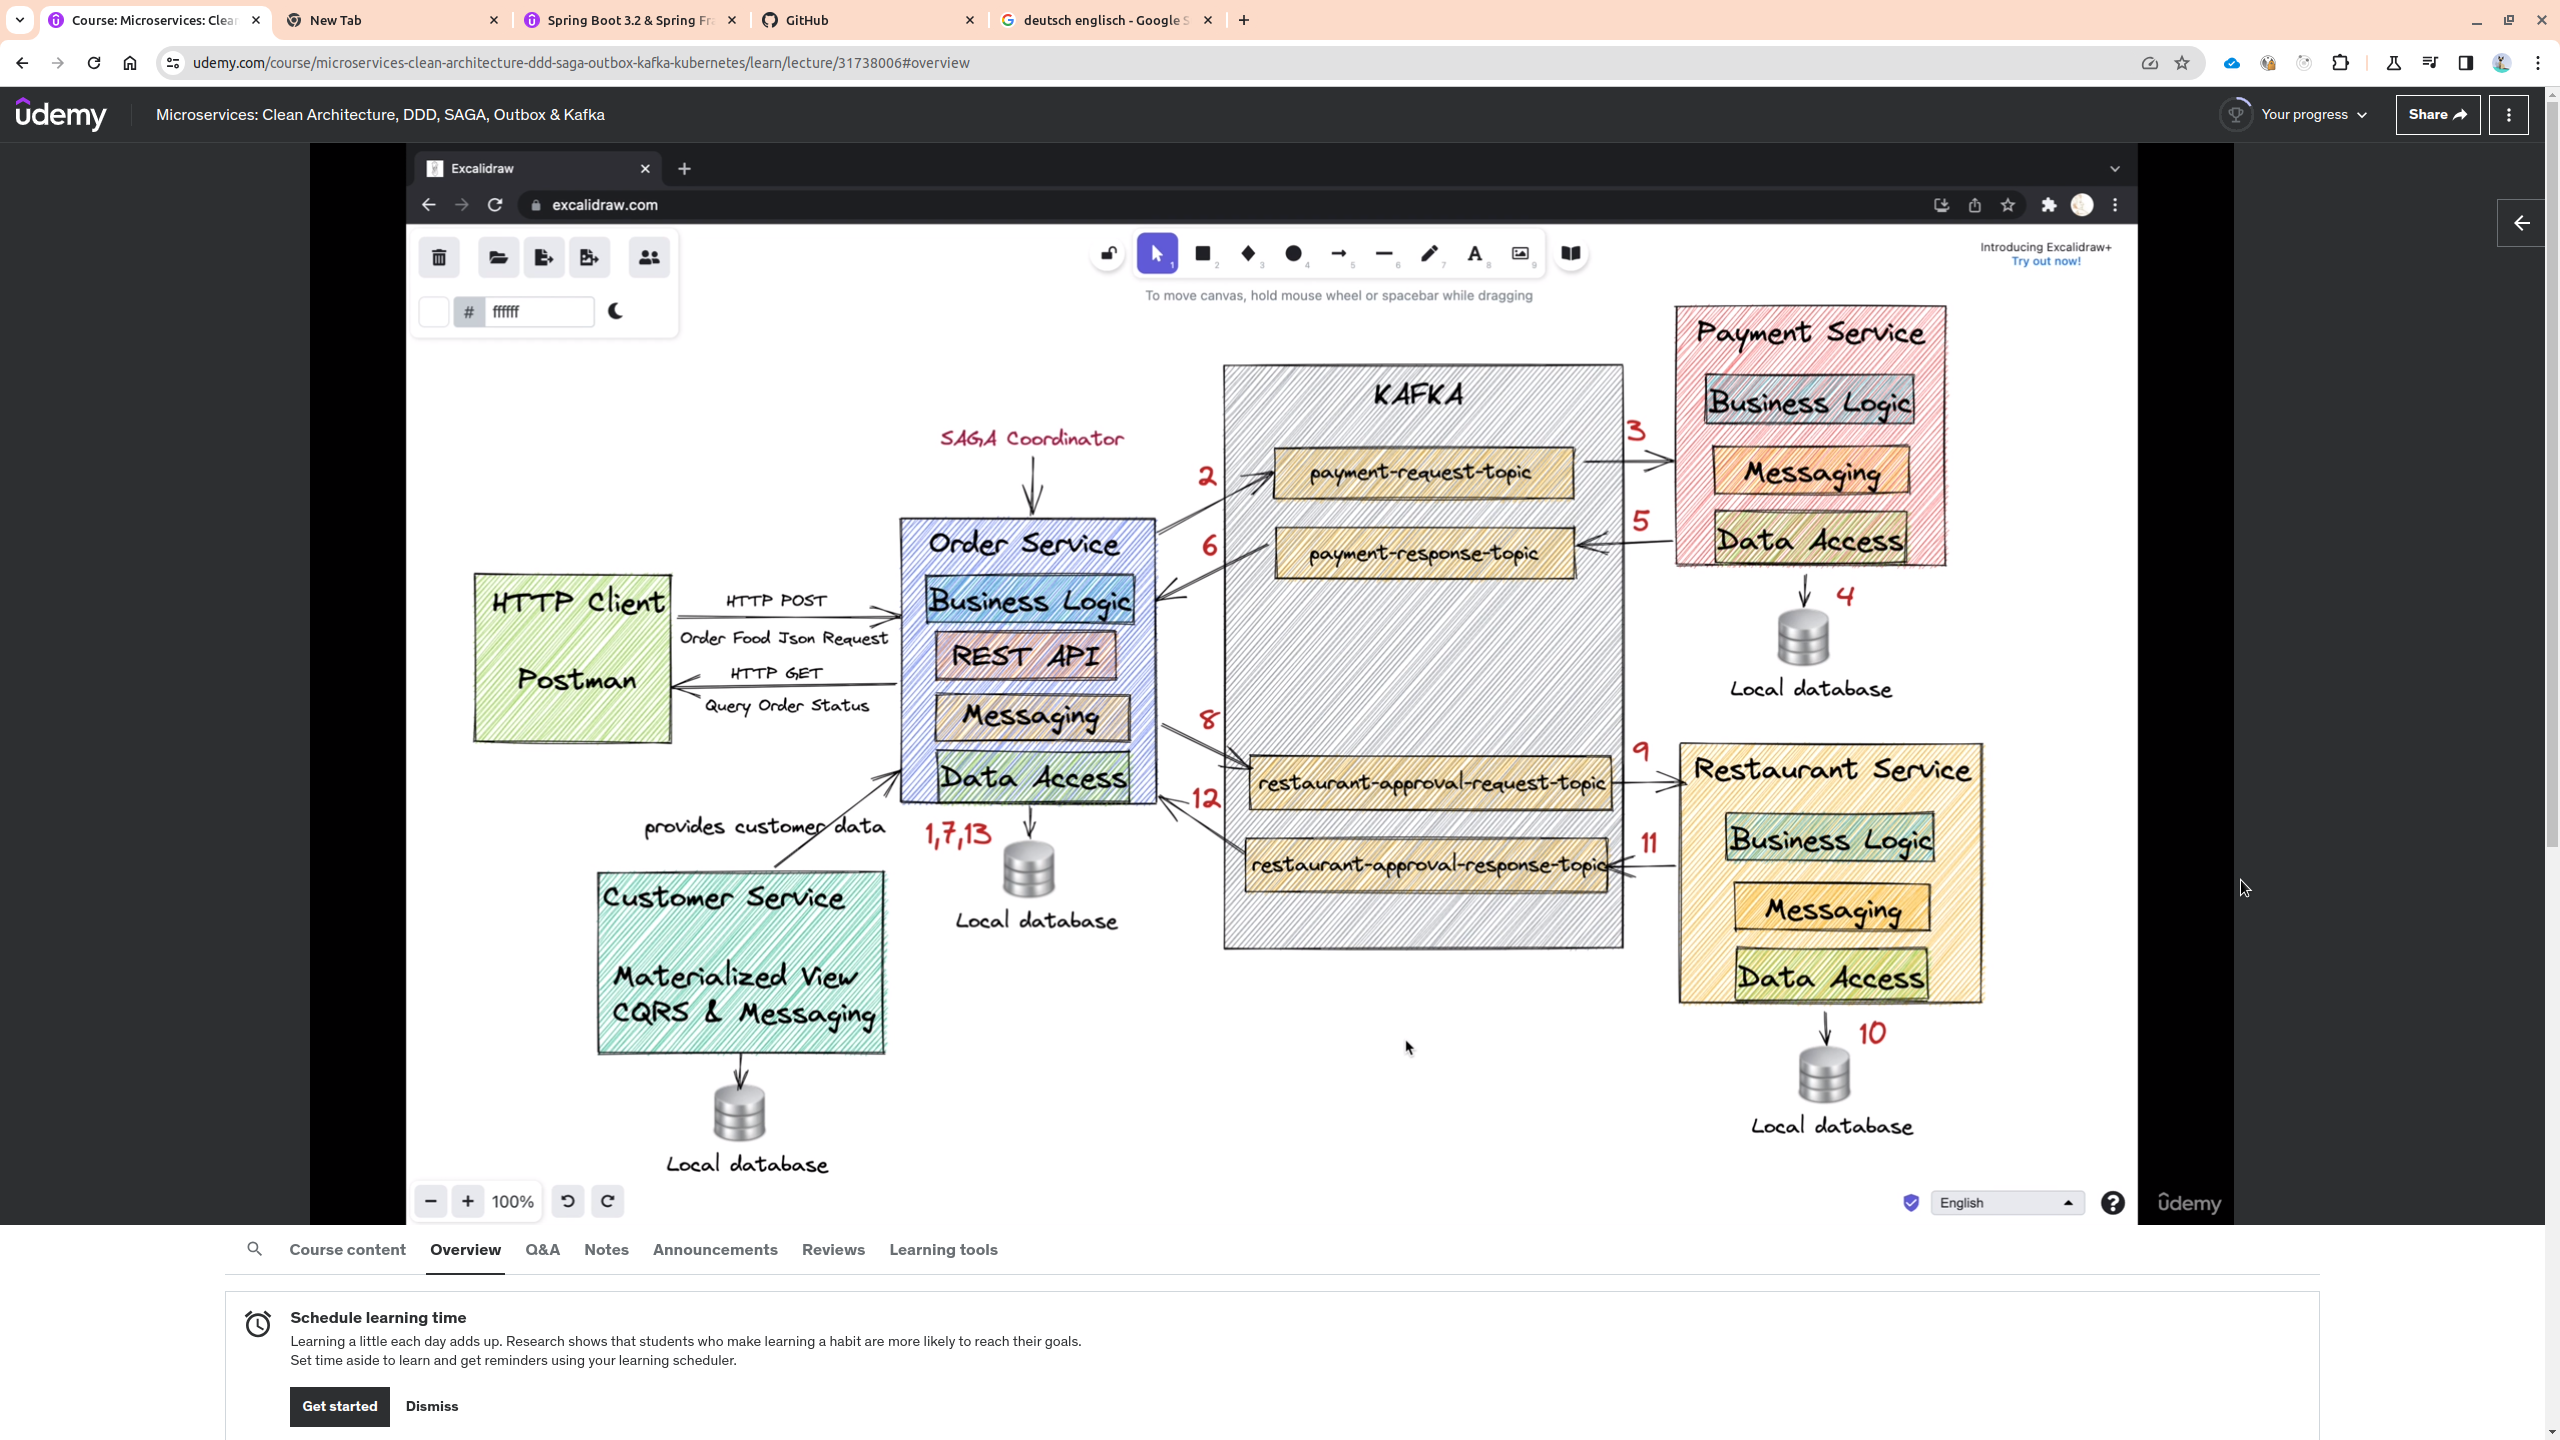 Course: Microservices: Clea
New Tab
Spring Boot 3.2 & Spring Fra
GitHub
deutsch englisch - Google S
udemy.com/course/microservices-clean-architecture-ddd-saga-outbox-kafka-kubernetes/learn/lecture/31738006#overview
udemy
Microservices: Clean Architecture, DDD, SAGA, Outbox & Kafka
Your progress
Share
Excalidraw
excalidraw.com
1
2
3
4
5
6
7
8
9
Introducing Excalidraw+
Try out now!
# ffffff
To move canvas, hold mouse wheel or spacebar while dragging
SAGA Coordinator
HTTP Client
Postman
HTTP POST
Order Food Json Request
HTTP GET
Query Order Status
Order Service
Business Logic
REST API
Messaging
Data Access
1,7,13
Local database
provides customer data
Customer Service
Materialized View
CQRS & Messaging
Local database
KAFKA
2
payment-request-topic
3
6
payment-response-topic
5
8
restaurant-approval-request-topic
9
12
restaurant-approval-response-topic
11
Payment Service
Business Logic
Messaging
Data Access
4
Local database
Restaurant Service
Business Logic
Messaging
Data Access
10
Local database
100%
English
?
udemy
Course content
Overview
Q&A
Notes
Announcements
Reviews
Learning tools
Schedule learning time
Learning a little each day adds up. Research shows that students who make learning a habit are more likely to reach their goals.
Set time aside to learn and get reminders using your learning scheduler.
Get started
Dismiss